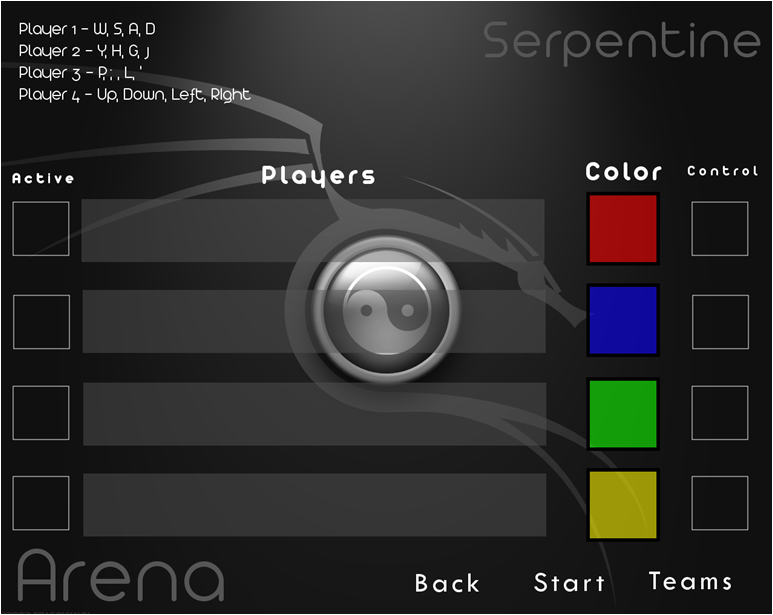 Player 1 - W, S, A, D
Player 2 - Y, H, G, J
Player 3 - P, ; , L, '
Player 4 - Up, Down, Left, RIght
Serpentine
Active
Players
Color
Control
Arena
Back
Start
Teams